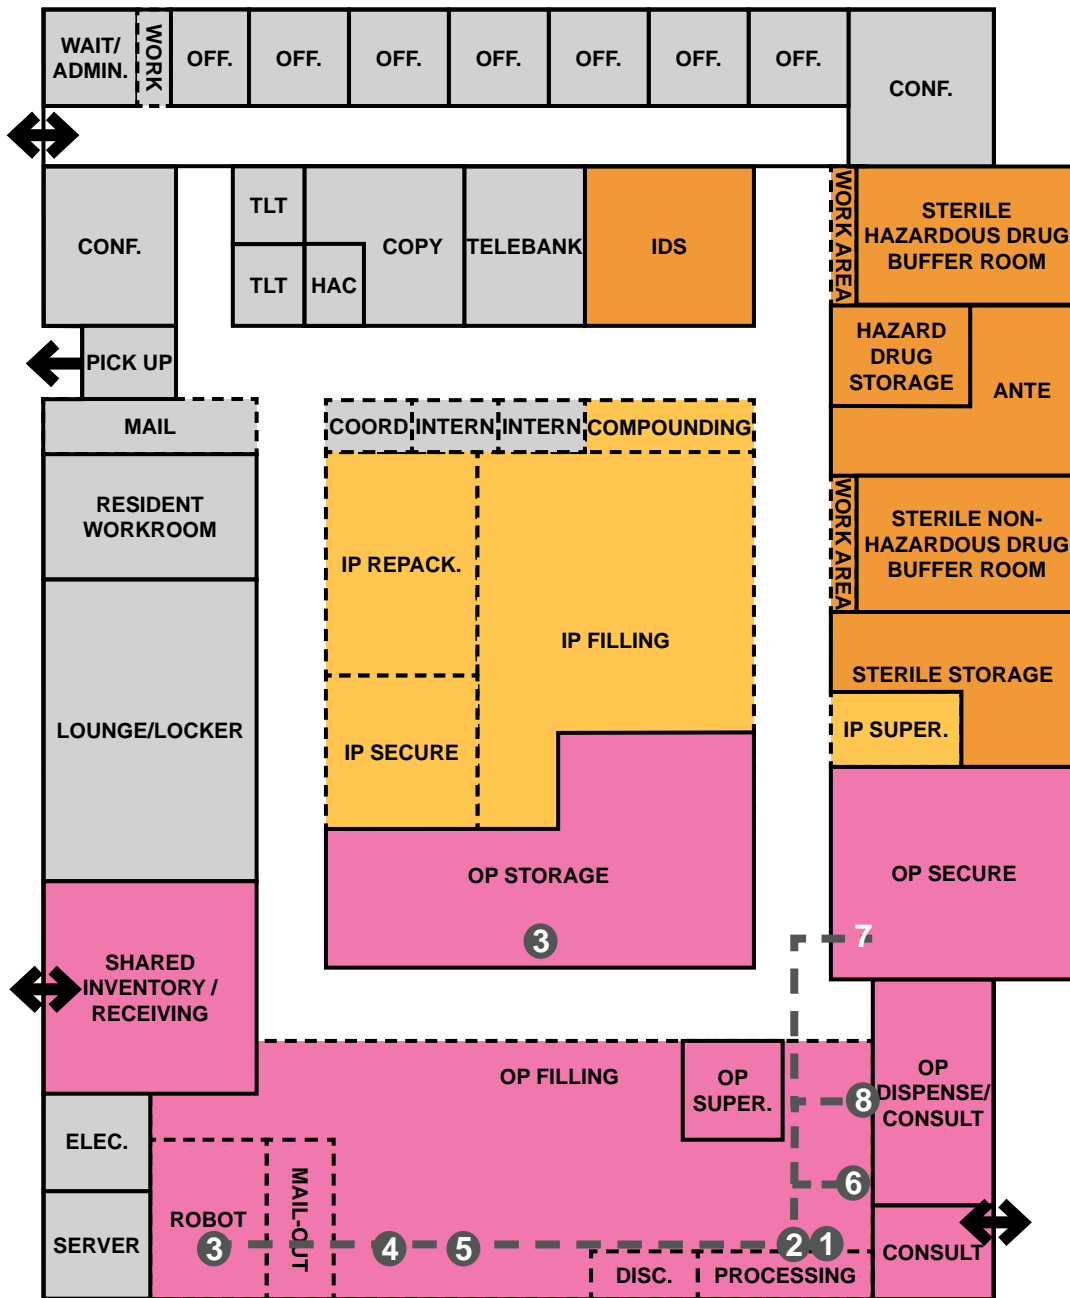 WAIT/
ADMIN.
WORK
OFF.
OFF.
OFF.
OFF.
OFF.
OFF.
OFF.
CONF.
CONF.
TLT
TLT
HAC
COPY
TELEBANK
IDS
WORK AREA
STERILE
HAZARDOUS DRUG
BUFFER ROOM
PICK UP
HAZARD
DRUG
STORAGE
ANTE
MAIL
COORD
INTERN
INTERN
COMPOUNDING
RESIDENT
WORKROOM
IP REPACK.
WORK AREA
STERILE NON-
HAZARDOUS DRUG
BUFFER ROOM
IP FILLING
LOUNGE/LOCKER
IP SECURE
STERILE STORAGE
IP SUPER.
OP STORAGE
3
OP SECURE
7
SHARED
INVENTORY /
RECEIVING
OP FILLING
OP
SUPER.
OP
DISPENSE/
CONSULT
8
ELEC.
6
SERVER
ROBOT
3
MAIL-OUT
4
5
2
1
CONSULT
DISC.
PROCESSING